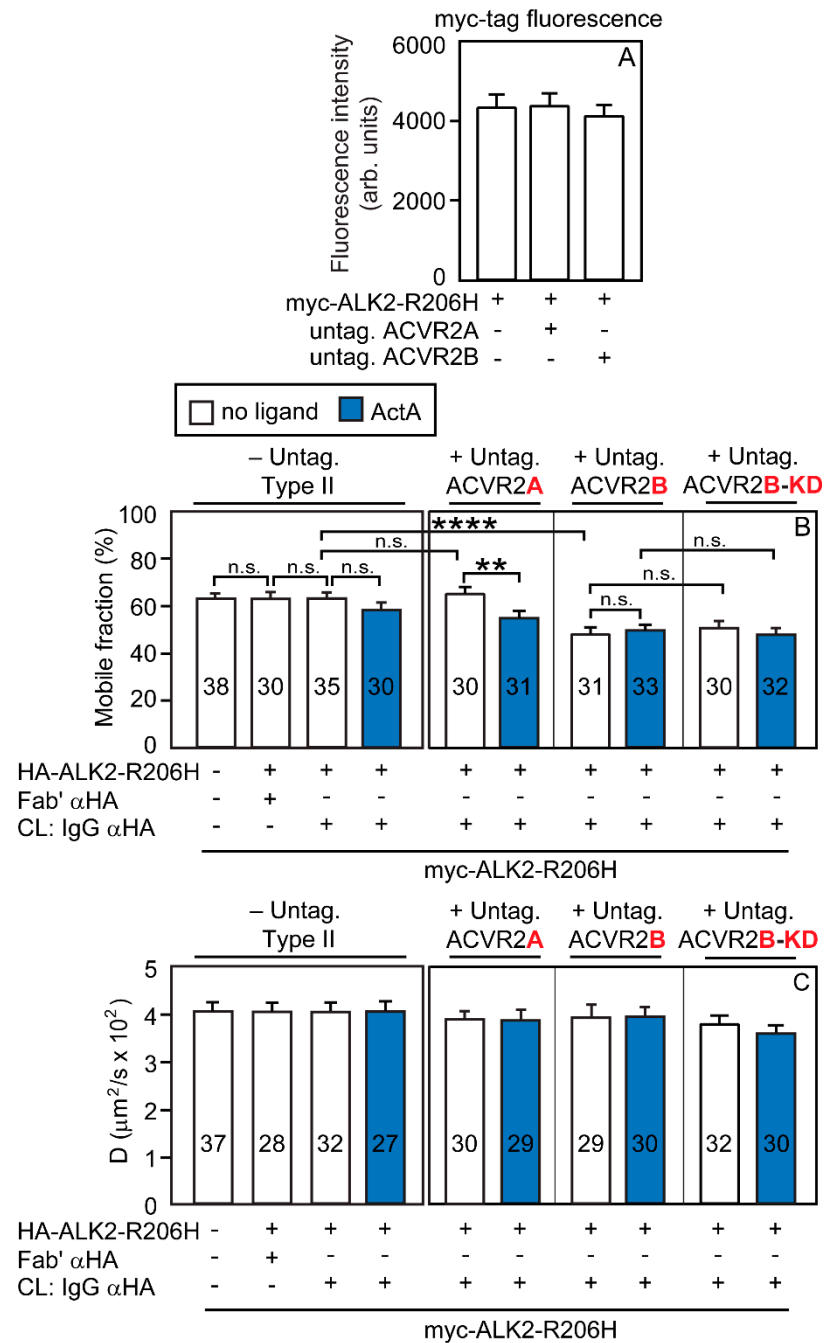 myc-tag fluorescence
A
Fluorescence intensity
(arb. units)
6000
4000
2000
0
myc-ALK2-R206H + + +
untag. ACVR2A - + -
untag. ACVR2B - - +
no ligand ActA
– Untag. + Untag. + Untag. + Untag.
Type II ACVR2A ACVR2B ACVR2B-KD
B
Mobile fraction (%)
100
80
60
40
20
0
****
n.s. n.s.
n.s. n.s. n.s. ** n.s. n.s.
38 30 35 30 30 31 31 33 30 32
HA-ALK2-R206H - + + + + + + + + +
Fab' αHA - + - - - - - - - -
CL: IgG αHA - - + + + + + + + +
myc-ALK2-R206H
– Untag. + Untag. + Untag. + Untag.
Type II ACVR2A ACVR2B ACVR2B-KD
C
D (μm²/s x 10²)
5
4
3
2
1
0
37 28 32 27 30 29 29 30 32 30
HA-ALK2-R206H - + + + + + + + + +
Fab' αHA - + - - - - - - - -
CL: IgG αHA - - + + + + + + + +
myc-ALK2-R206H